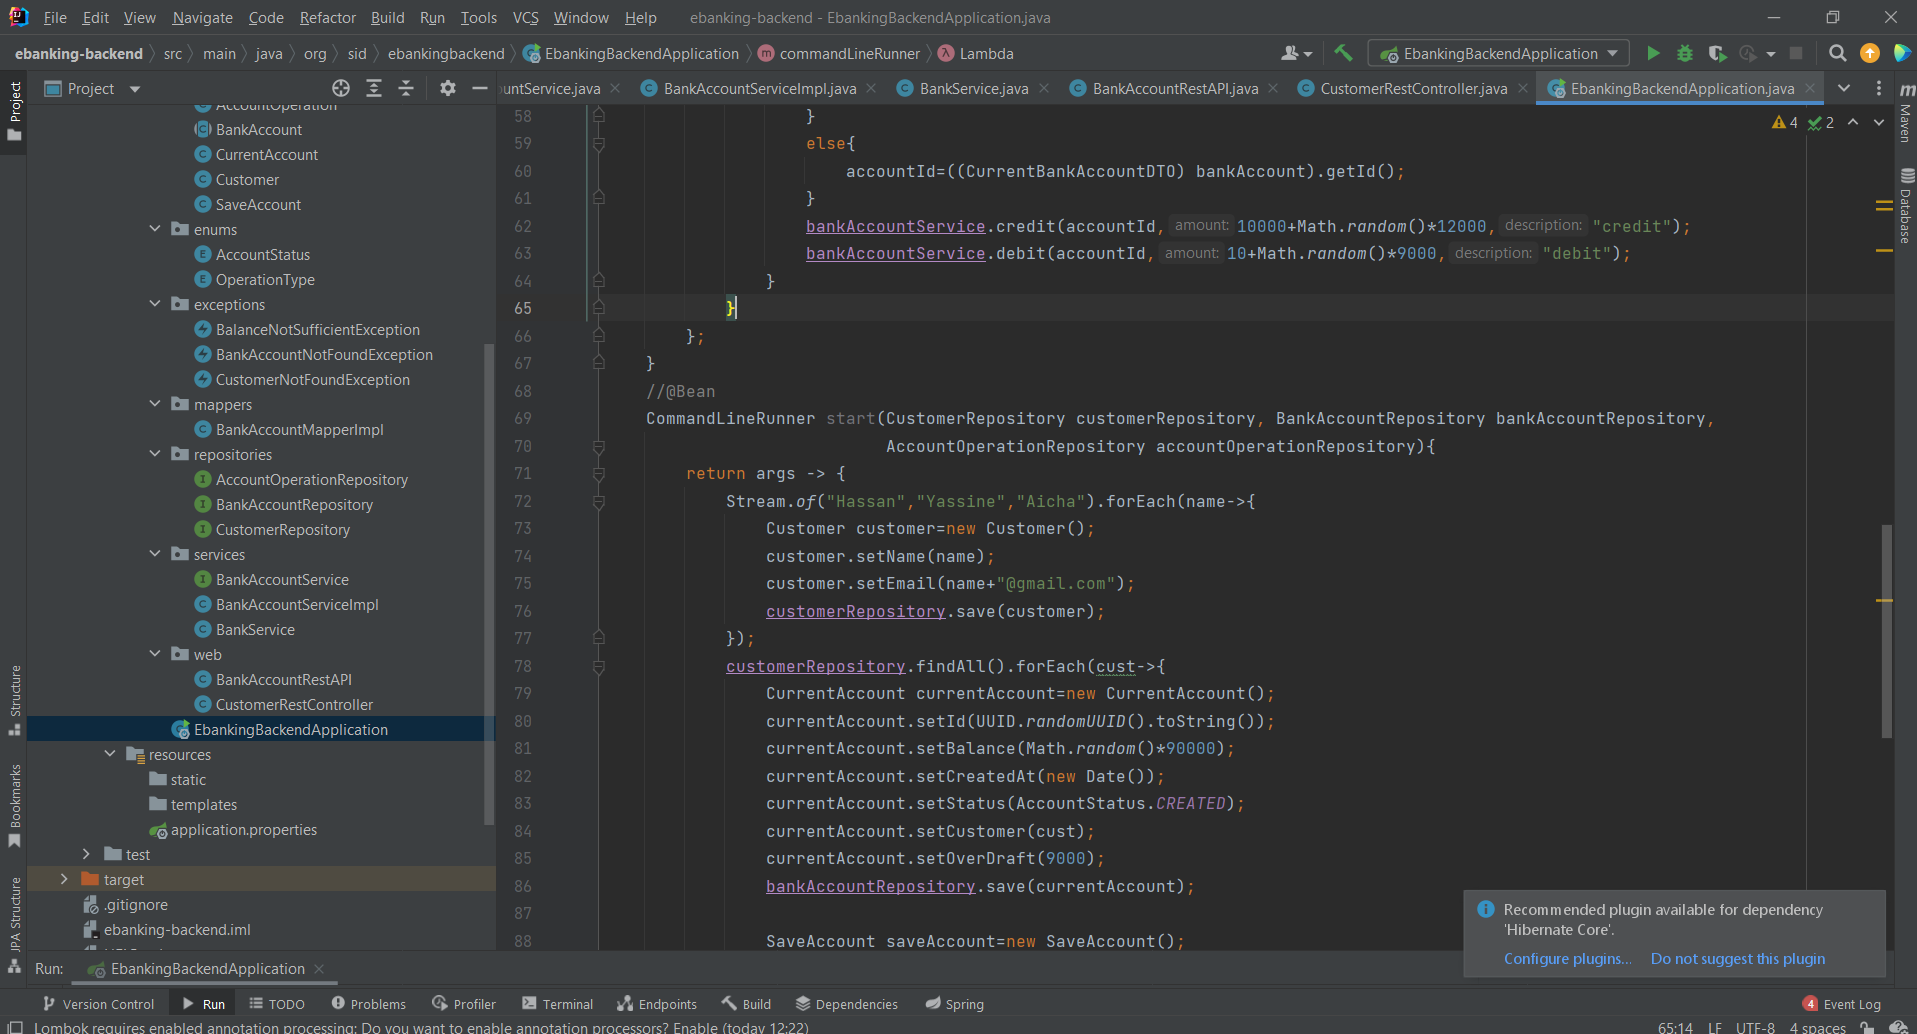 File Edit View Navigate Code Refactor Build Run Tools VCS Window Help ebanking-backend - EbankingBackendApplication.java
ebanking-backend src main java org sid ebankingbackend EbankingBackendApplication commandLineRunner Lambda EbankingBackendApplication
Project
untService.java BankAccountServiceImpl.java BankService.java BankAccountRestAPI.java CustomerRestController.java EbankingBackendApplication.java
Project
Structure
Bookmarks
JPA Structure
Maven
Database
AccountOperation
BankAccount
CurrentAccount
Customer
SaveAccount
enums
AccountStatus
OperationType
exceptions
BalanceNotSufficientException
BankAccountNotFoundException
CustomerNotFoundException
mappers
BankAccountMapperImpl
repositories
AccountOperationRepository
BankAccountRepository
CustomerRepository
services
BankAccountService
BankAccountServiceImpl
BankService
web
BankAccountRestAPI
CustomerRestController
EbankingBackendApplication
resources
static
templates
application.properties
test
target
.gitignore
ebanking-backend.iml
4 2
58 }
59 else{
60 accountId=((CurrentBankAccountDTO) bankAccount).getId();
61 }
62 bankAccountService.credit(accountId, amount: 10000+Math.random()*12000, description: "credit");
63 bankAccountService.debit(accountId, amount: 10+Math.random()*9000, description: "debit");
64 }
65 }
66 };
67 }
68 //@Bean
69 CommandLineRunner start(CustomerRepository customerRepository, BankAccountRepository bankAccountRepository,
70 AccountOperationRepository accountOperationRepository){
71 return args -> {
72 Stream.of("Hassan","Yassine","Aicha").forEach(name->{
73 Customer customer=new Customer();
74 customer.setName(name);
75 customer.setEmail(name+"@gmail.com");
76 customerRepository.save(customer);
77 });
78 customerRepository.findAll().forEach(cust->{
79 CurrentAccount currentAccount=new CurrentAccount();
80 currentAccount.setId(UUID.randomUUID().toString());
81 currentAccount.setBalance(Math.random()*90000);
82 currentAccount.setCreatedAt(new Date());
83 currentAccount.setStatus(AccountStatus.CREATED);
84 currentAccount.setCustomer(cust);
85 currentAccount.setOverDraft(9000);
86 bankAccountRepository.save(currentAccount);
87
88 SaveAccount saveAccount=new SaveAccount();
Recommended plugin available for dependency
'Hibernate Core'.
Configure plugins... Do not suggest this plugin
Run: EbankingBackendApplication
Version Control Run TODO Problems Profiler Terminal Endpoints Build Dependencies Spring 4 Event Log
Lombok requires enabled annotation processing: Do you want to enable annotation processors? Enable (today 12:22) 65:14 LF UTF-8 4 spaces